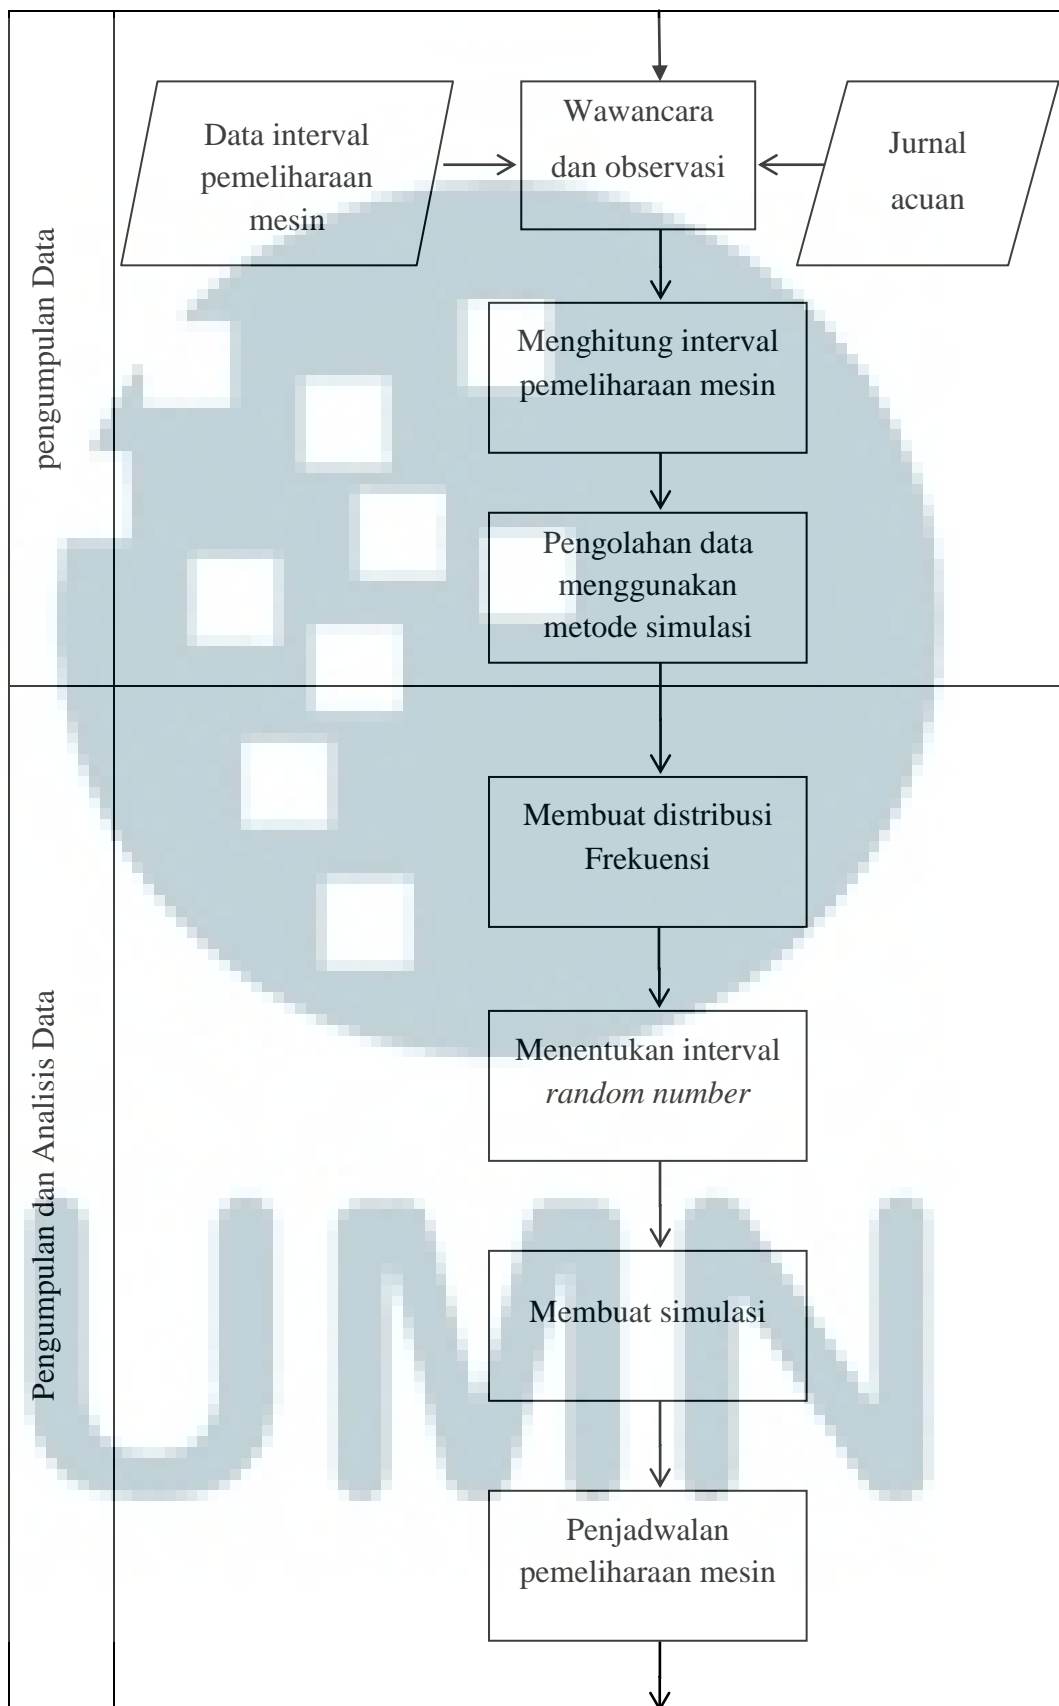 pengumpulan Data
Data interval
pemeliharaan
mesin
Wawancara
dan observasi
Jurnal
acuan
Menghitung interval
pemeliharaan mesin
Pengolahan data
menggunakan
metode simulasi
Pengumpulan dan Analisis Data
Membuat distribusi
Frekuensi
Menentukan interval
random number
Membuat simulasi
Penjadwalan
pemeliharaan mesin
UMN